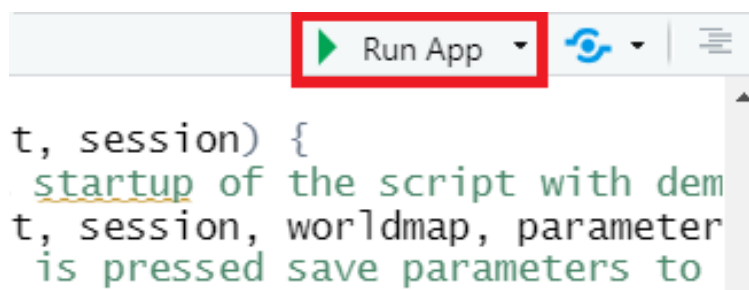 Run App
t, session) {
startup of the script with dem
t, session, worldmap, parameter
is pressed save parameters to